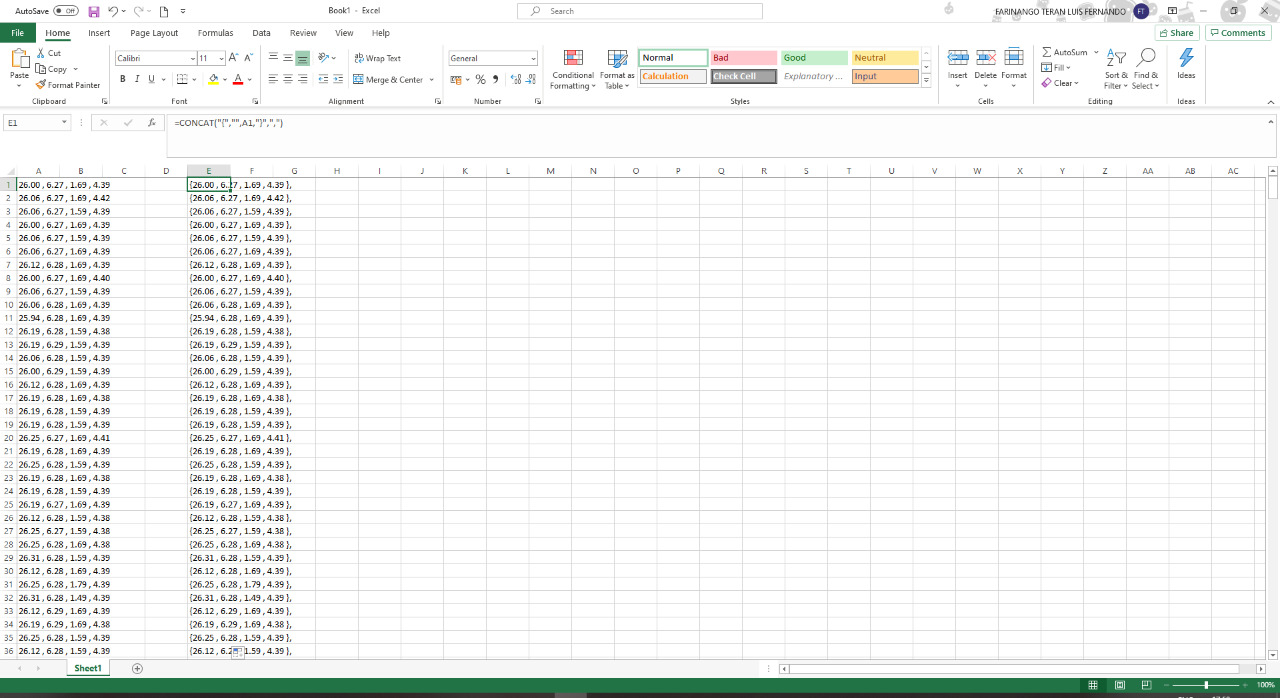 AutoSave Off Book1 - Excel Search FARINANGO TERAN LUIS FERNANDO FT
File Home Insert Page Layout Formulas Data Review View Help Share Comments
Paste Cut Copy Format Painter Clipboard
Calibri 11 B I U A A A Font
ab Wrap Text Merge & Center Alignment
General % 9 Number
Conditional Formatting Format as Table
Normal Bad Good Neutral
Calculation Check Cell Explanatory ... Input
Styles
Insert Delete Format Cells
AutoSum Fill Clear Sort & Filter Find & Select Editing
Ideas Ideas
E1 fx =CONCAT("{","",A1,"}",",")
A B C D E F G H I J K L M N O P Q R S T U V W X Y Z AA AB AC
1 26.00 , 6.27 , 1.69 , 4.39 {26.00 , 6.27 , 1.69 , 4.39 },
2 26.06 , 6.27 , 1.69 , 4.42 {26.06 , 6.27 , 1.69 , 4.42 },
3 26.06 , 6.27 , 1.59 , 4.39 {26.06 , 6.27 , 1.59 , 4.39 },
4 26.00 , 6.27 , 1.69 , 4.39 {26.00 , 6.27 , 1.69 , 4.39 },
5 26.06 , 6.27 , 1.59 , 4.39 {26.06 , 6.27 , 1.59 , 4.39 },
6 26.06 , 6.27 , 1.69 , 4.39 {26.06 , 6.27 , 1.69 , 4.39 },
7 26.12 , 6.28 , 1.69 , 4.39 {26.12 , 6.28 , 1.69 , 4.39 },
8 26.00 , 6.27 , 1.69 , 4.40 {26.00 , 6.27 , 1.69 , 4.40 },
9 26.06 , 6.27 , 1.59 , 4.39 {26.06 , 6.27 , 1.59 , 4.39 },
10 26.06 , 6.28 , 1.69 , 4.39 {26.06 , 6.28 , 1.69 , 4.39 },
11 25.94 , 6.28 , 1.69 , 4.39 {25.94 , 6.28 , 1.69 , 4.39 },
12 26.19 , 6.28 , 1.59 , 4.38 {26.19 , 6.28 , 1.59 , 4.38 },
13 26.19 , 6.29 , 1.59 , 4.39 {26.19 , 6.29 , 1.59 , 4.39 },
14 26.06 , 6.28 , 1.59 , 4.39 {26.06 , 6.28 , 1.59 , 4.39 },
15 26.00 , 6.29 , 1.59 , 4.39 {26.00 , 6.29 , 1.59 , 4.39 },
16 26.12 , 6.28 , 1.69 , 4.39 {26.12 , 6.28 , 1.69 , 4.39 },
17 26.19 , 6.28 , 1.69 , 4.38 {26.19 , 6.28 , 1.69 , 4.38 },
18 26.19 , 6.28 , 1.59 , 4.39 {26.19 , 6.28 , 1.59 , 4.39 },
19 26.19 , 6.28 , 1.59 , 4.39 {26.19 , 6.28 , 1.59 , 4.39 },
20 26.25 , 6.27 , 1.69 , 4.41 {26.25 , 6.27 , 1.69 , 4.41 },
21 26.19 , 6.28 , 1.69 , 4.39 {26.19 , 6.28 , 1.69 , 4.39 },
22 26.25 , 6.28 , 1.59 , 4.39 {26.25 , 6.28 , 1.59 , 4.39 },
23 26.19 , 6.28 , 1.69 , 4.38 {26.19 , 6.28 , 1.69 , 4.38 },
24 26.19 , 6.28 , 1.59 , 4.39 {26.19 , 6.28 , 1.59 , 4.39 },
25 26.19 , 6.27 , 1.69 , 4.39 {26.19 , 6.27 , 1.69 , 4.39 },
26 26.12 , 6.28 , 1.59 , 4.38 {26.12 , 6.28 , 1.59 , 4.38 },
27 26.25 , 6.27 , 1.59 , 4.38 {26.25 , 6.27 , 1.59 , 4.38 },
28 26.25 , 6.28 , 1.69 , 4.38 {26.25 , 6.28 , 1.69 , 4.38 },
29 26.31 , 6.28 , 1.59 , 4.39 {26.31 , 6.28 , 1.59 , 4.39 },
30 26.12 , 6.28 , 1.69 , 4.39 {26.12 , 6.28 , 1.69 , 4.39 },
31 26.25 , 6.28 , 1.79 , 4.39 {26.25 , 6.28 , 1.79 , 4.39 },
32 26.31 , 6.28 , 1.49 , 4.39 {26.31 , 6.28 , 1.49 , 4.39 },
33 26.12 , 6.29 , 1.69 , 4.39 {26.12 , 6.29 , 1.69 , 4.39 },
34 26.19 , 6.29 , 1.69 , 4.38 {26.19 , 6.29 , 1.69 , 4.38 },
35 26.25 , 6.28 , 1.59 , 4.39 {26.25 , 6.28 , 1.59 , 4.39 },
36 26.12 , 6.28 , 1.59 , 4.39 {26.12 , 6.2 1.59 , 4.39 },
Sheet1
100%